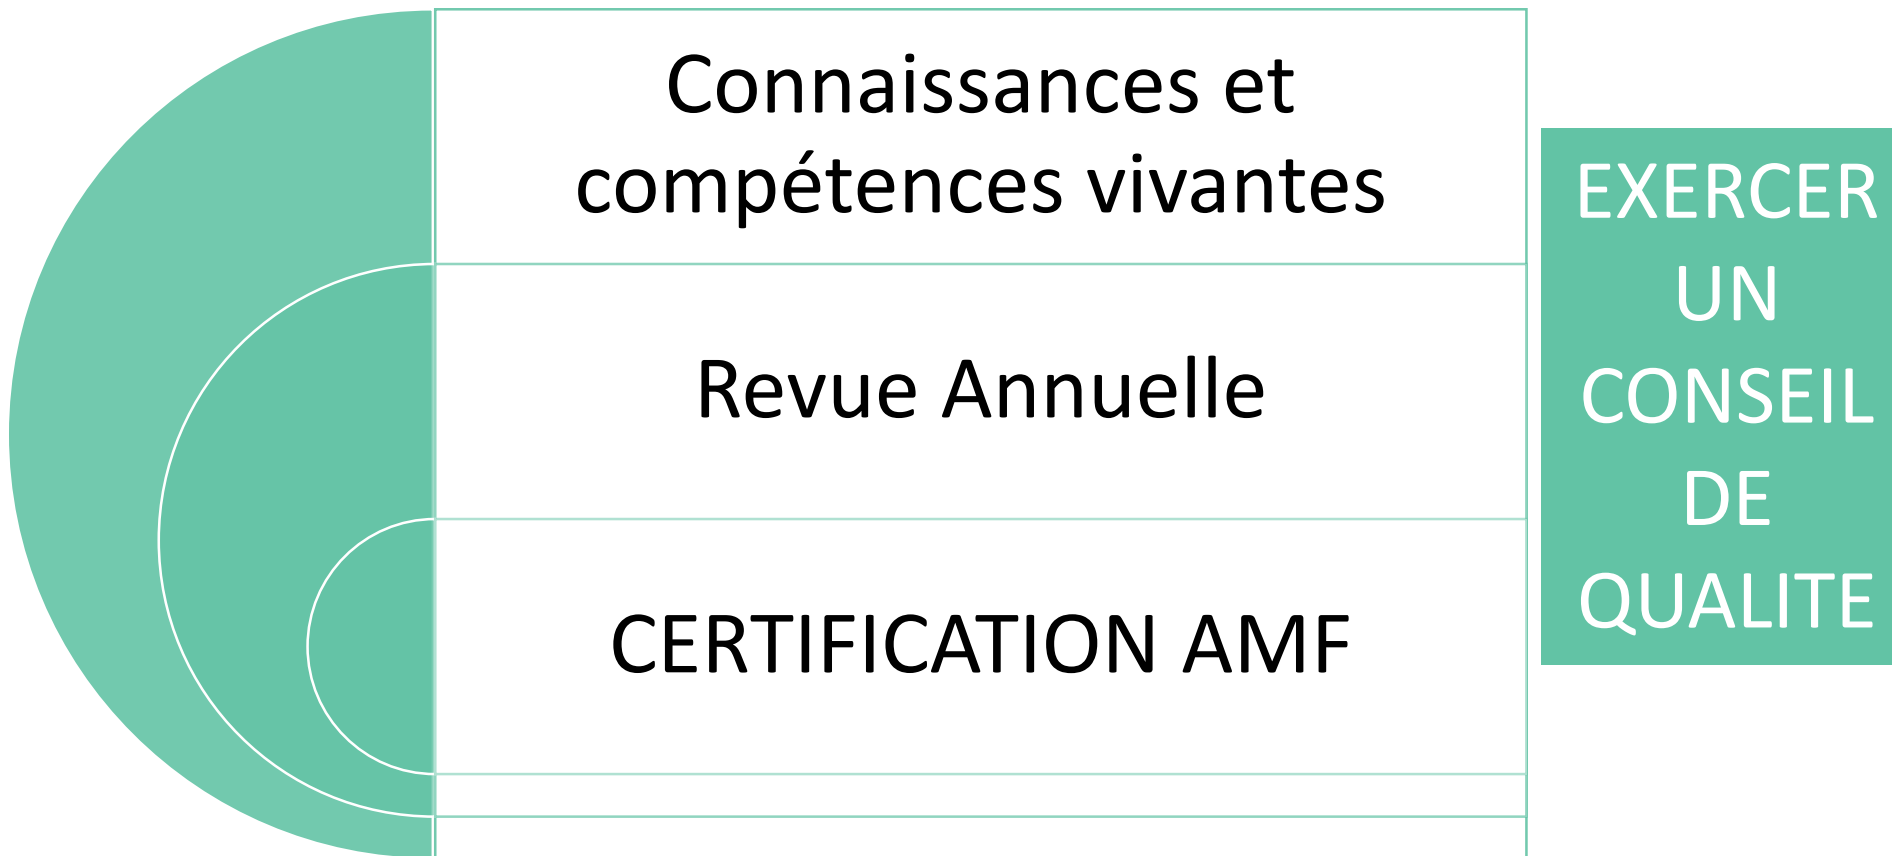 Connaissances et
compétences vivantes
Revue Annuelle
CERTIFICATION AMF
EXERCER
UN
CONSEIL
DE
QUALITE